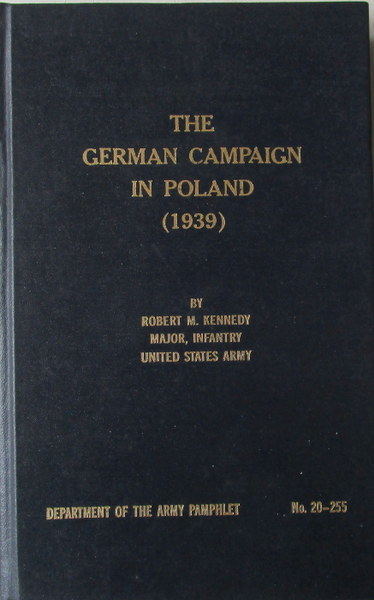 THE
GERMAN CAMPAIGN
IN POLAND
(1939)
BY
ROBERT M. KENNEDY
MAJOR, INFANTRY
UNITED STATES ARMY
DEPARTMENT OF THE ARMY PAMPHLET No. 20-255